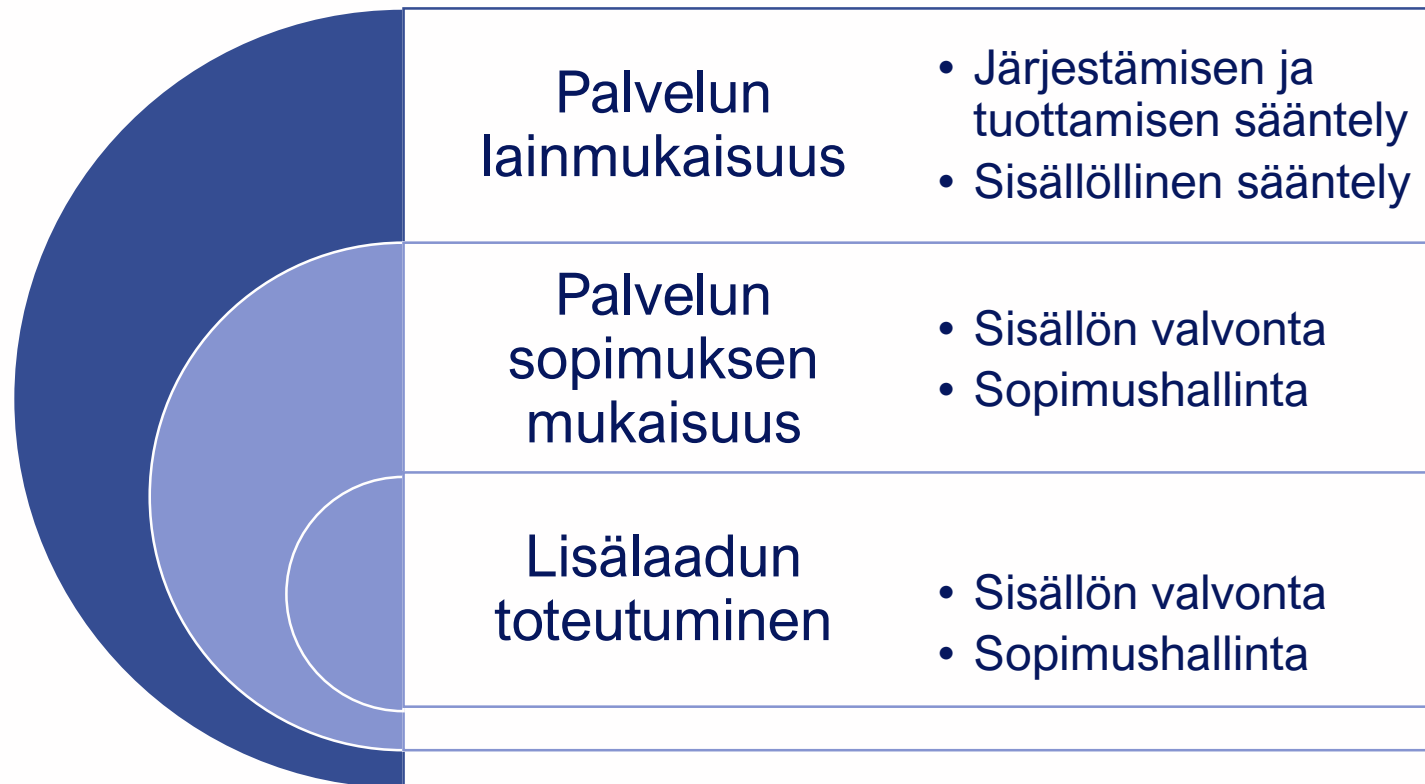 Palvelun
lainmukaisuus
• Järjestämisen ja
tuottamisen sääntely
• Sisällöllinen sääntely
Palvelun
sopimuksen
mukaisuus
• Sisällön valvonta
• Sopimushallinta
Lisälaadun
toteutuminen
• Sisällön valvonta
• Sopimushallinta